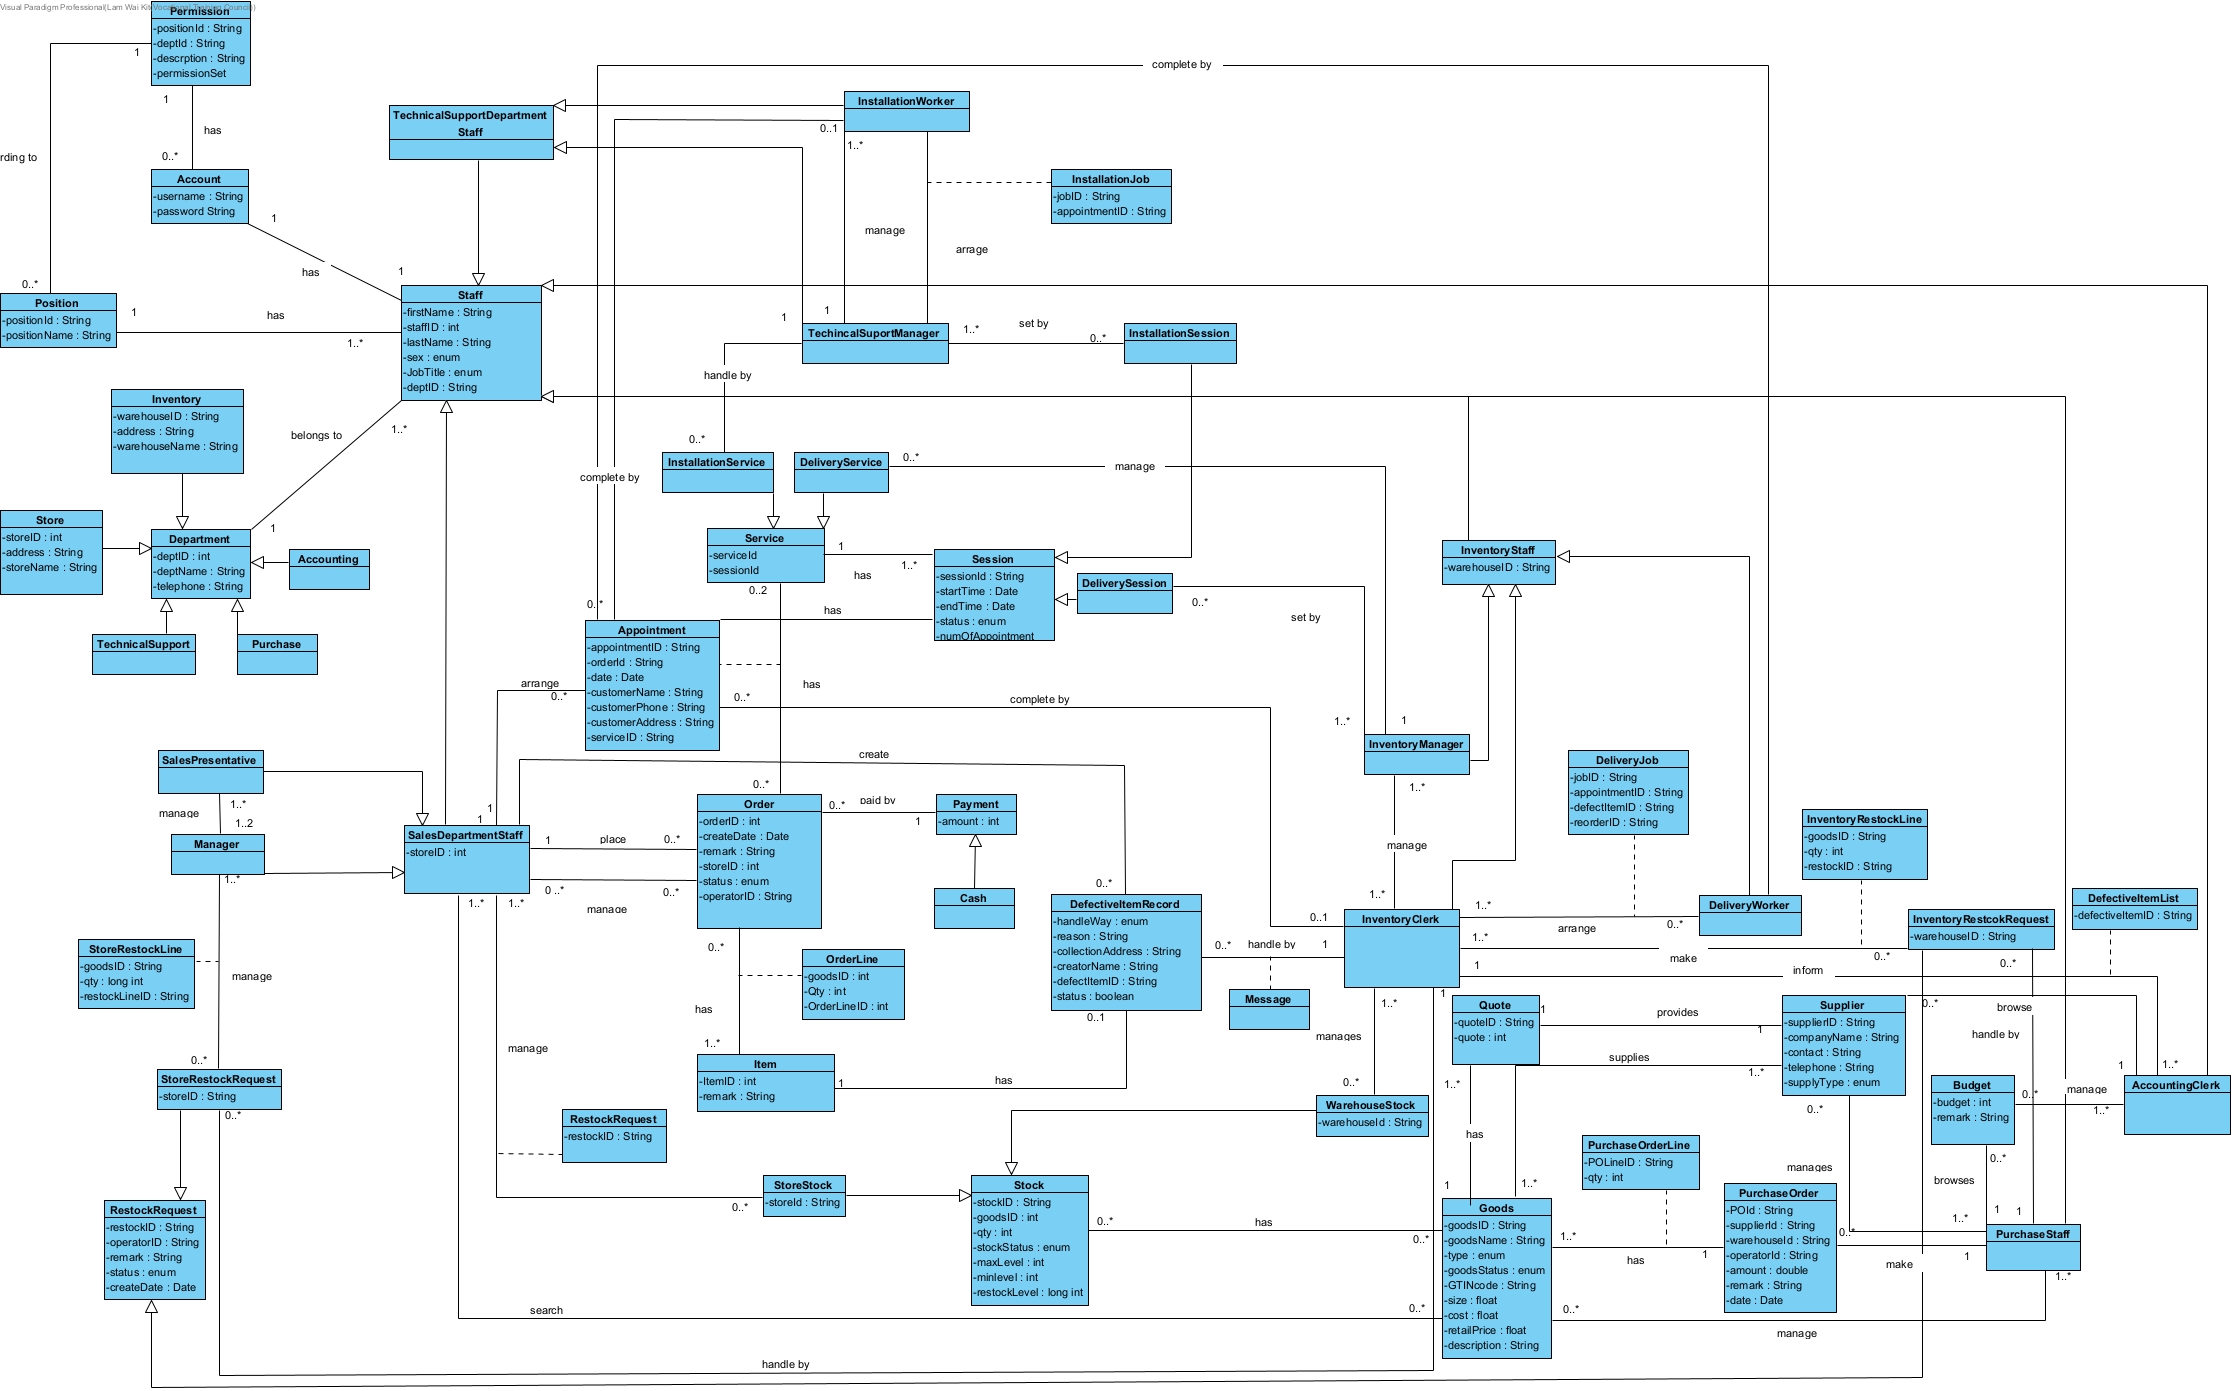 Visual Paradigm Professional(Lam Wai Kit(Vocational Training Council))
Permission
-positionId : String
-deptId : String
-descrption : String
-permissionSet
1
1
has
0..*
rding to
Account
-username : String
-password String
1
has
1
0..*
Position
-positionId : String
-positionName : String
1
has
1..*
TechnicalSupportDepartment
Staff
Staff
-firstName : String
-staffID : int
-lastName : String
-sex : enum
-JobTitle : enum
-deptID : String
1..*
belongs to
1
Inventory
-warehouseID : String
-address : String
-warehouseName : String
Store
-storeID : int
-address : String
-storeName : String
Department
-deptID : int
-deptName : String
-telephone : String
Accounting
TechnicalSupport
Purchase
complete by
InstallationWorker
0..1
1..*
manage
arrage
InstallationJob
-jobID : String
-appointmentID : String
1
1
TechincalSuportManager
1..*
set by
0..*
InstallationSession
handle by
0..*
InstallationService
DeliveryService
0..*
manage
complete by
Service
-serviceId
-sessionId
1
has
1..*
0..2
Session
-sessionId : String
-startTime : Date
-endTime : Date
-status : enum
-numOfAppointment
DeliverySession
0..*
set by
InventoryStaff
-warehouseID : String
0..*
has
Appointment
-appointmentID : String
-orderId : String
-date : Date
-customerName : String
-customerPhone : String
-customerAddress : String
-serviceID : String
arrange
0..*
has
0..*
complete by
1..*
1
InventoryManager
1..*
manage
1..*
DeliveryJob
-jobID : String
-appointmentID : String
-defectItemID : String
-reorderID : String
InventoryRestockLine
-goodsID : String
-qty : int
-restockID : String
SalesPresentative
manage
1..*
1..2
Manager
1..*
create
1
1
SalesDepartmentStaff
-storeID : int
1
place
0..*
0 ..*
manage
0..*
1..*
1..*
0..*
Order
-orderID : int
-createDate : Date
-remark : String
-storeID : int
-status : enum
-operatorID : String
0..*
paid by
1
Payment
-amount : int
Cash
0..*
DefectiveItemRecord
-handleWay : enum
-reason : String
-collectionAddress : String
-creatorName : String
-defectItemID : String
-status : boolean
0..1
0..*
handle by
1
Message
0..1
InventoryClerk
1..*
arrange
0..*
DeliveryWorker
1..*
make
0..*
InventoryRestcokRequest
-warehouseID : String
0..*
1
inform
DefectiveItemList
-defectiveItemID : String
StoreRestockLine
-goodsID : String
-qty : long int
-restockLineID : String
manage
0..*
StoreRestockRequest
-storeID : String
0..*
0..*
OrderLine
-goodsID : int
-Qty : int
-OrderLineID : int
has
1..*
Item
-ItemID : int
-remark : String
1
has
manage
RestockRequest
-restockID : String
1..*
manages
0..*
WarehouseStock
-warehouseId : String
1
Quote
-quoteID : String
-quote : int
1
provides
1
supplies
1..*
1..*
has
1
1..*
Supplier
-supplierID : String
-companyName : String
-contact : String
-telephone : String
-supplyType : enum
0..*
0..*
browse
handle by
1
1..*
Budget
-budget : int
-remark : String
0..*
manage
1..*
AccountingClerk
0..*
browses
1
1
PurchaseOrderLine
-POLineID : String
-qty : int
manages
PurchaseOrder
-POId : String
-supplierId : String
-warehouseId : String
-operatorId : String
-amount : double
-remark : String
-date : Date
0..*
1..*
PurchaseStaff
make
1
1..*
RestockRequest
-restockID : String
-operatorID : String
-remark : String
-status : enum
-createDate : Date
StoreStock
-storeId : String
0..*
Stock
-stockID : String
-goodsID : int
-qty : int
-stockStatus : enum
-maxLevel : int
-minlevel : int
-restockLevel : long int
0..*
has
0..*
Goods
-goodsID : String
-goodsName : String
-type : enum
-goodsStatus : enum
-GTINcode : String
-size : float
-cost : float
-retailPrice : float
-description : String
1..*
has
1
search
0..*
0..*
manage
handle by